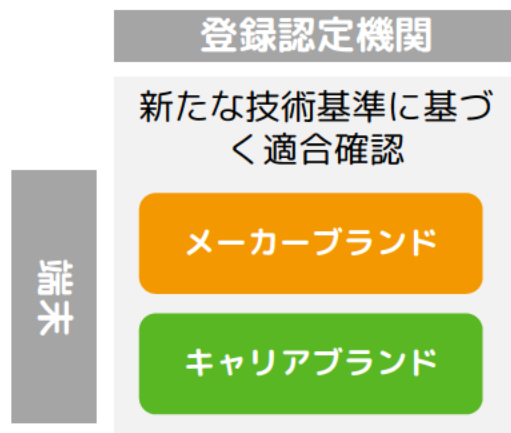 登録認定機関
新たな技術基準に基づ
く適合確認
端末
メーカーブランド
キャリアブランド